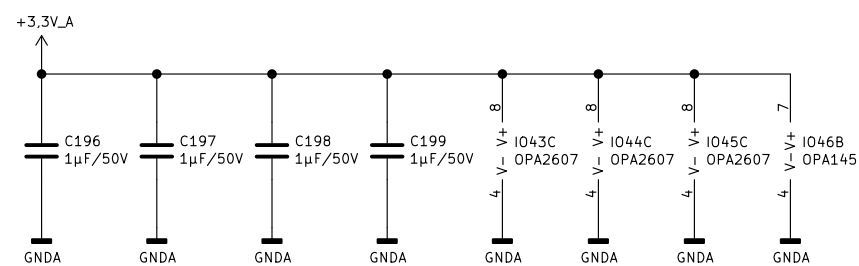 +3,3V_A
C196
1µF/50V
C197
1µF/50V
C198
1µF/50V
C199
1µF/50V
8
V- V+
4
IO43C
OPA2607
8
V- V+
4
IO44C
OPA2607
8
V- V+
4
IO45C
OPA2607
7
V-V+
4
IO46B
OPA145
GNDA
GNDA
GNDA
GNDA
GNDA
GNDA
GNDA
GNDA